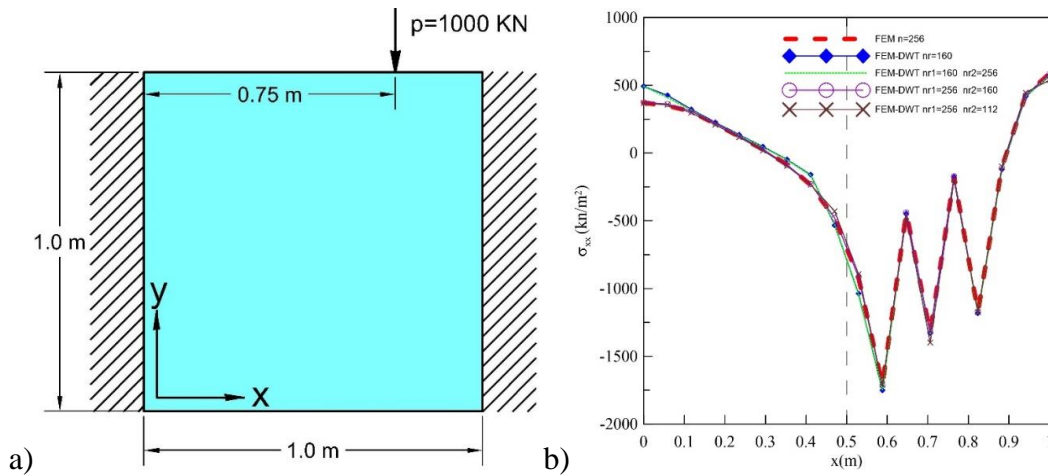 a)
p=1000 KN
0.75 m
1.0 m
y
x
1.0 m
b)
1000
500
0
-500
-1000
-1500
-2000
σxx (kn/m²)
FEM n=256
FEM-DWT nr=160
FEM-DWT nr1=160 nr2=256
FEM-DWT nr1=256 nr2=160
FEM-DWT nr1=256 nr2=112
0 0.1 0.2 0.3 0.4 0.5 0.6 0.7 0.8 0.9 1
x(m)